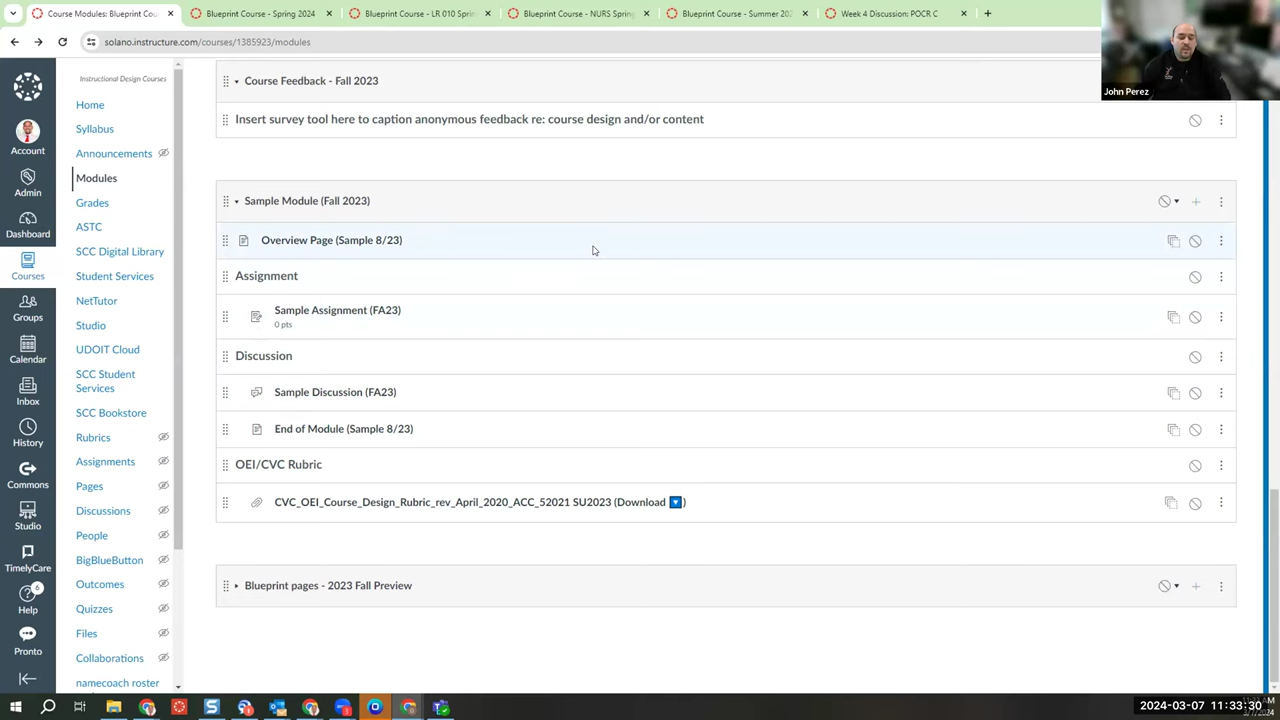 Course Modules: Blueprint Cou
Blueprint Course - Spring 2024
Blueprint Course - LR 010 Sprin
Blueprint Course - NURS Spring
Blueprint Course - Summer 202
Week 4 Discussion: POCR C
solano.instructure.com/courses/1385923/modules
John Perez
Account
Admin
Dashboard
Courses
Groups
Calendar
Inbox
History
Commons
Studio
TimelyCare
6
Help
Pronto
Instructional Design Courses
Home
Syllabus
Announcements
Modules
Grades
ASTC
SCC Digital Library
Student Services
NetTutor
Studio
UDOIT Cloud
SCC Student
Services
SCC Bookstore
Rubrics
Assignments
Pages
Discussions
People
BigBlueButton
Outcomes
Quizzes
Files
Collaborations
namecoach roster
Course Feedback - Fall 2023
Insert survey tool here to caption anonymous feedback re: course design and/or content
Sample Module (Fall 2023)
Overview Page (Sample 8/23)
Assignment
Sample Assignment (FA23)
0 pts
Discussion
Sample Discussion (FA23)
End of Module (Sample 8/23)
OEI/CVC Rubric
CVC_OEI_Course_Design_Rubric_rev_April_2020_ACC_52021 SU2023 (Download 🔽)
Blueprint pages - 2023 Fall Preview
2024-03-07 11:33:30